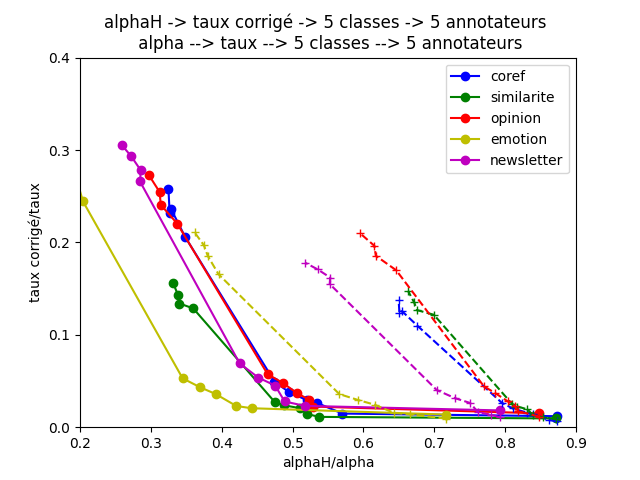 alphaH -> taux corrigé -> 5 classes -> 5 annotateurs
alpha --> taux --> 5 classes --> 5 annotateurs
0.4
0.3
0.2
0.1
0.0
taux corrigé/taux
coref
similarite
opinion
emotion
newsletter
0.2 0.3 0.4 0.5 0.6 0.7 0.8 0.9
alphaH/alpha